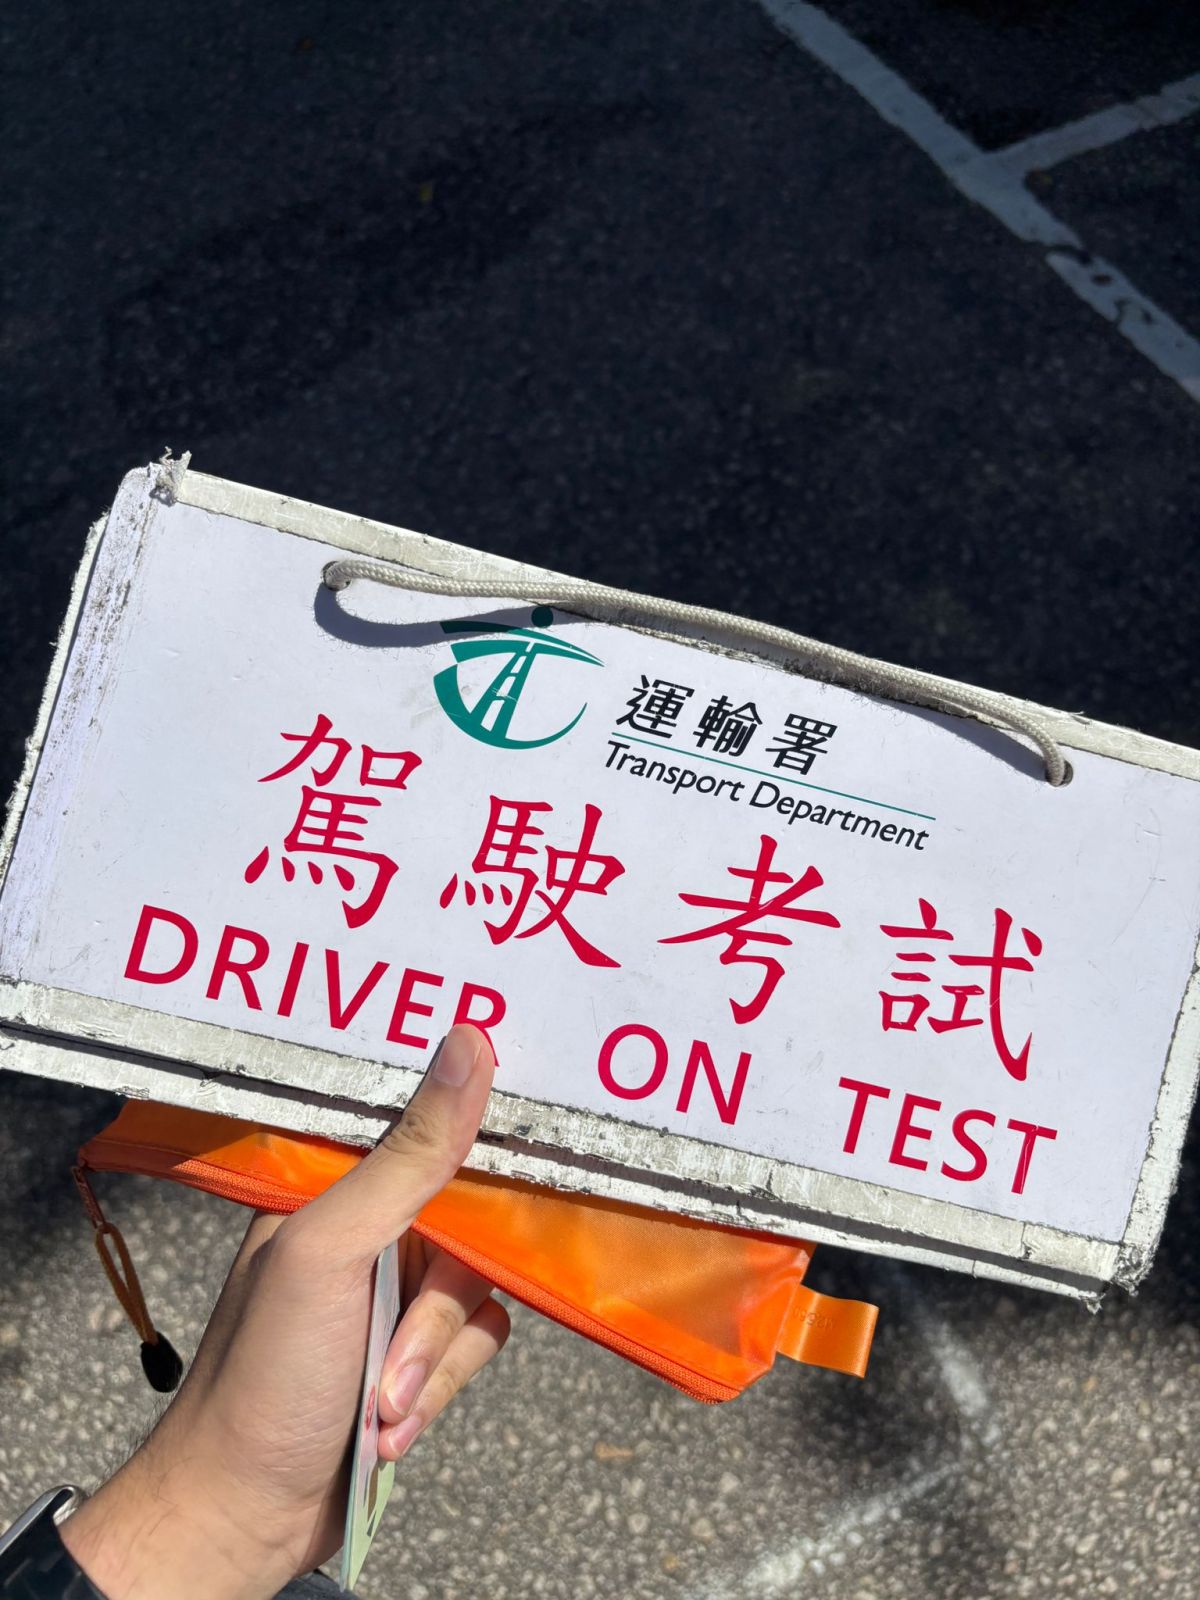 運輸署
Transport Department
駕駛考試
DRIVER ON TEST